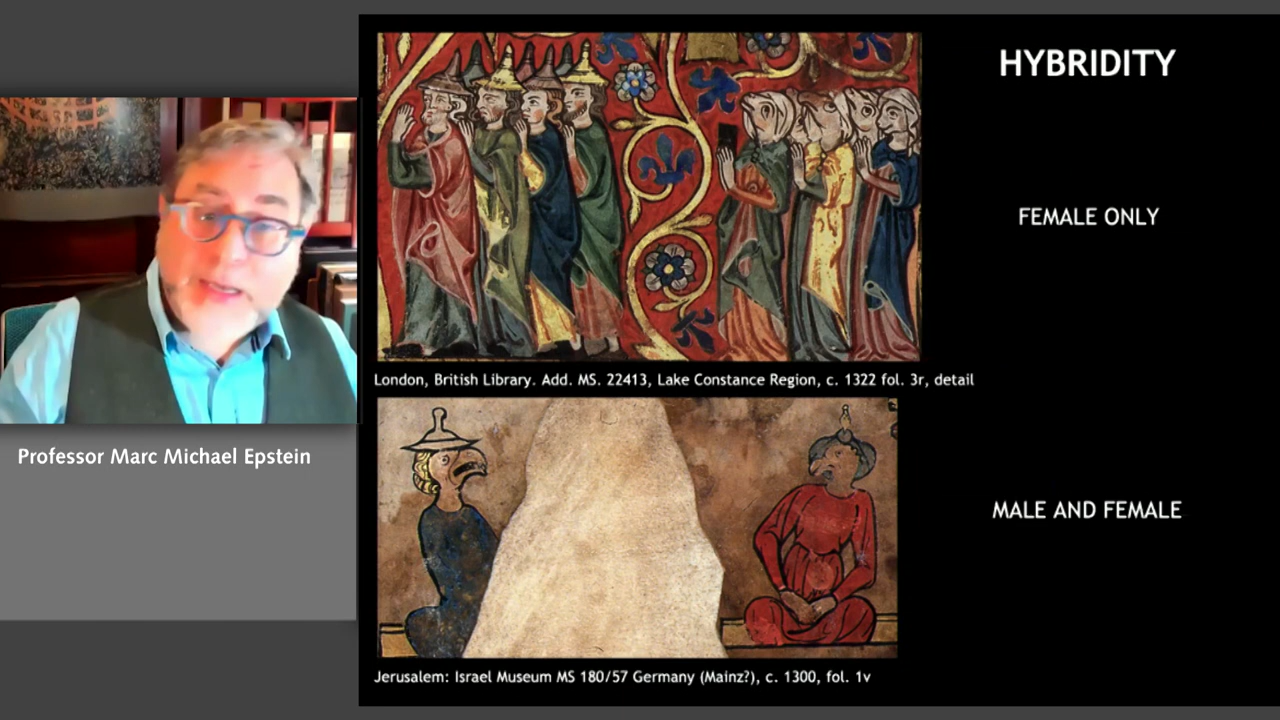 HYBRIDITY
FEMALE ONLY
London, British Library. Add. MS. 22413, Lake Constance Region, c. 1322 fol. 3r, detail
Professor Marc Michael Epstein
MALE AND FEMALE
Jerusalem: Israel Museum MS 180/57 Germany (Mainz?), c. 1300, fol. 1v